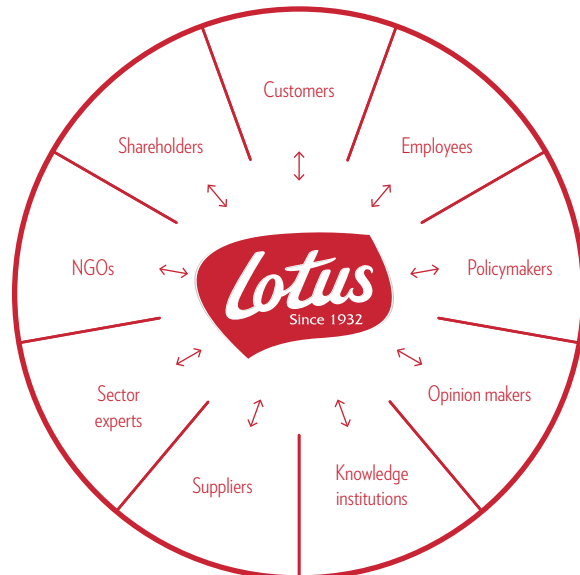 Customers
Shareholders
Employees
NGOs
Lotus
Since 1932
Policymakers
Sector
experts
Opinion makers
Suppliers
Knowledge
institutions